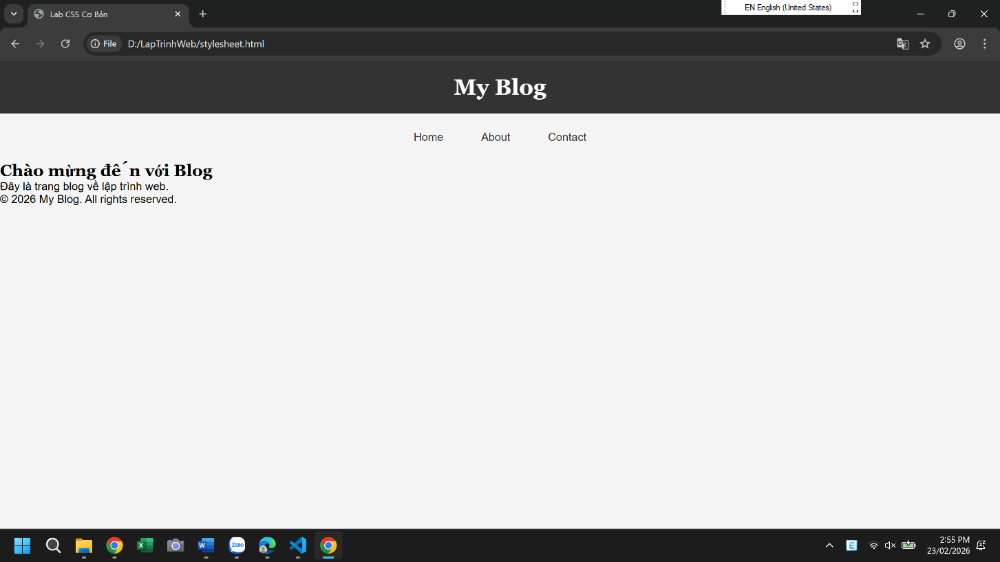 Lab CSS Cơ Bản
EN English (United States)
File
D:/LapTrinhWeb/stylesheet.html
My Blog
Home About Contact
Chào mừng đến với Blog
Đây là trang blog về lập trình web.
© 2026 My Blog. All rights reserved.
Zalo
2:55 PM
23/02/2026